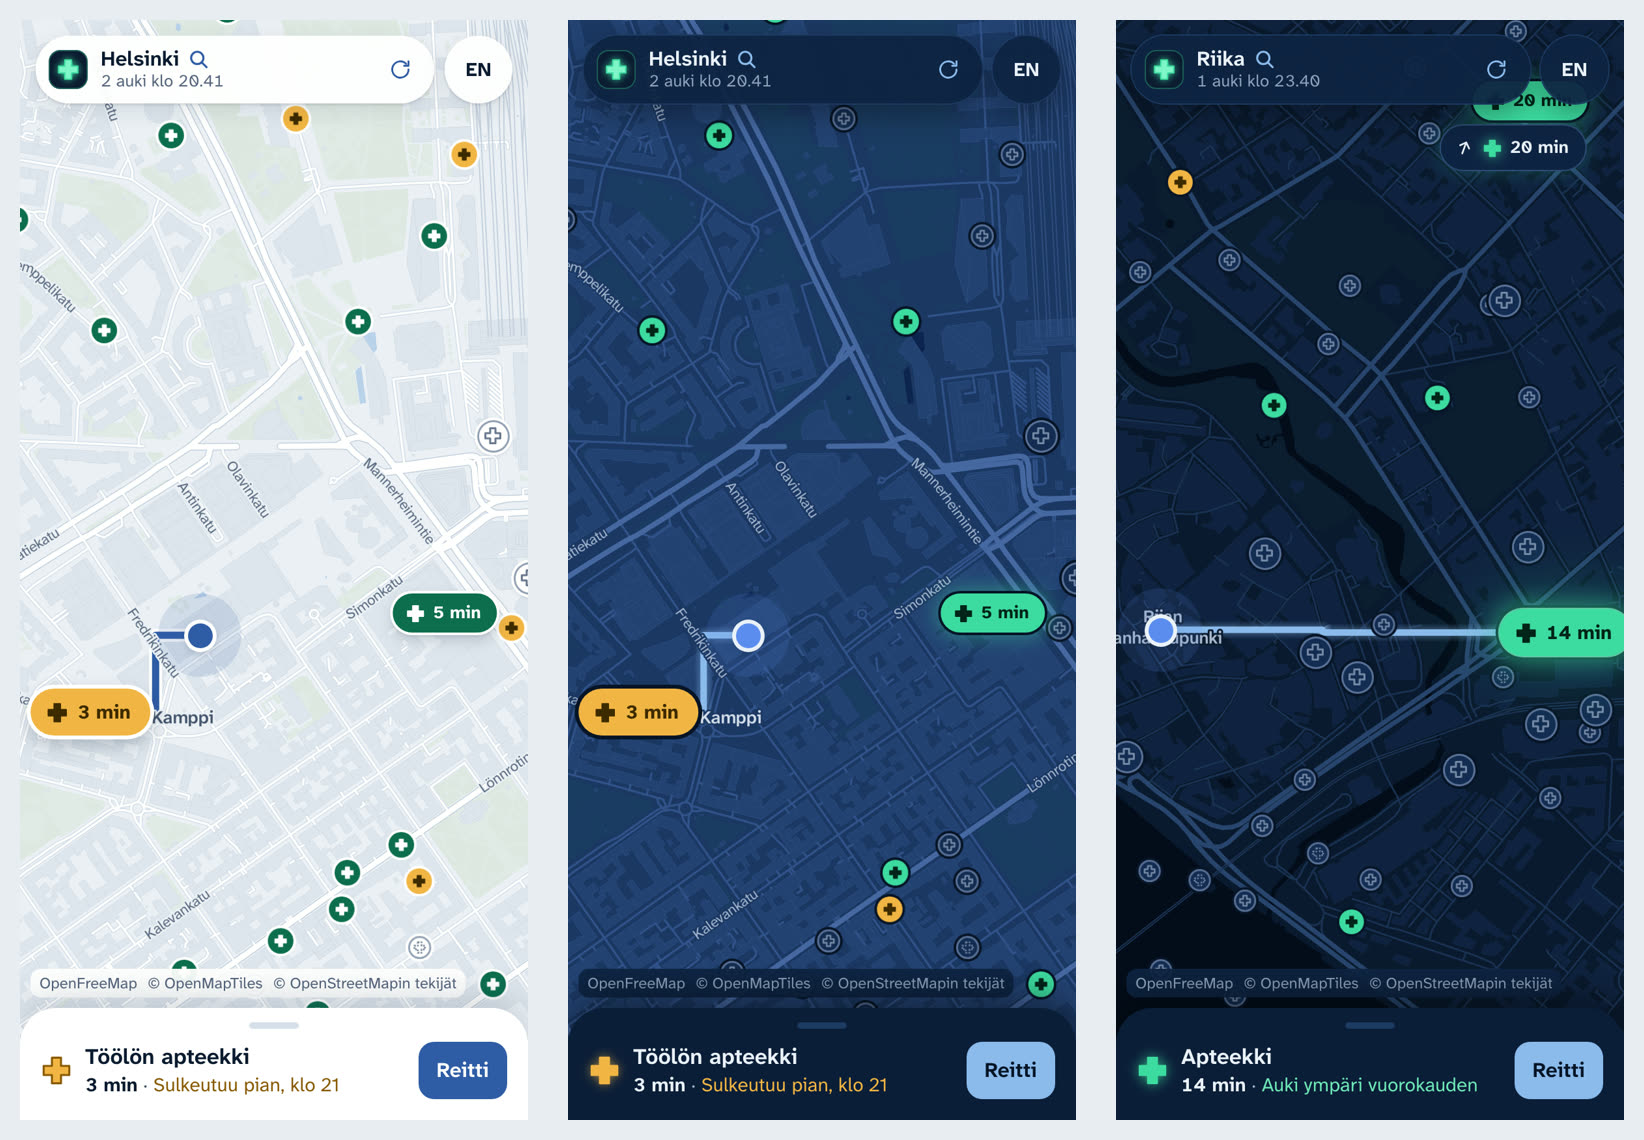 Helsinki
2 auki klo 20.41
EN
Fredrikinkatu
Olavinkatu
Antinkatu
Mannerheimintie
Simonkatu
5 min
3 min
Kamppi
Kalevankatu
OpenFreeMap © OpenMapTiles © OpenStreetMapin tekijät
Töölön apteekki
3 min · Sulkeutuu pian, klo 21
Reitti
Helsinki
2 auki klo 20.41
EN
Olavinkatu
Antinkatu
Mannerheimintie
Simonkatu
Fredrikinkatu
5 min
3 min
Kamppi
Kalevankatu
OpenFreeMap © OpenMapTiles © OpenStreetMapin tekijät
Töölön apteekki
3 min · Sulkeutuu pian, klo 21
Reitti
Riika
1 auki klo 23.40
EN
20 min
20 min
14 min
OpenFreeMap © OpenMapTiles © OpenStreetMapin tekijät
Apteekki
14 min · Auki ympäri vuorokauden
Reitti